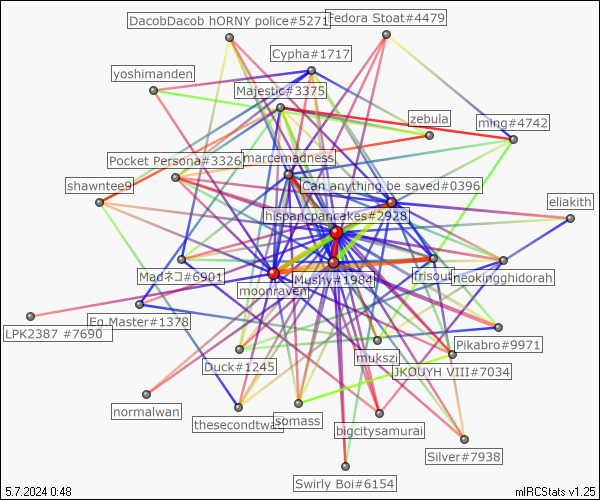 DacobDacob hORNY police#5271
Fedora Stoat#4479
Cypha#1717
yoshimanden
Majestic#3375
zebula
ming#4742
Pocket Persona#3326
marcemadness
shawntee9
Can anything be saved#0396
eliakith
hispancpancakes#2928
Madネコ#6901
Mushy#1984
frisout
neokingghidorah
moonraven
LPK2387 #7690
Eg.Master#1378
Pikabro#9971
mukszi
Duck#1245
JKOUYH VIII#7034
normalwan
thesecondtwat
somass
bigcitysamurai
Silver#7938
Swirly Boi#6154
5.7.2024 0:48
mIRCStats v1.25